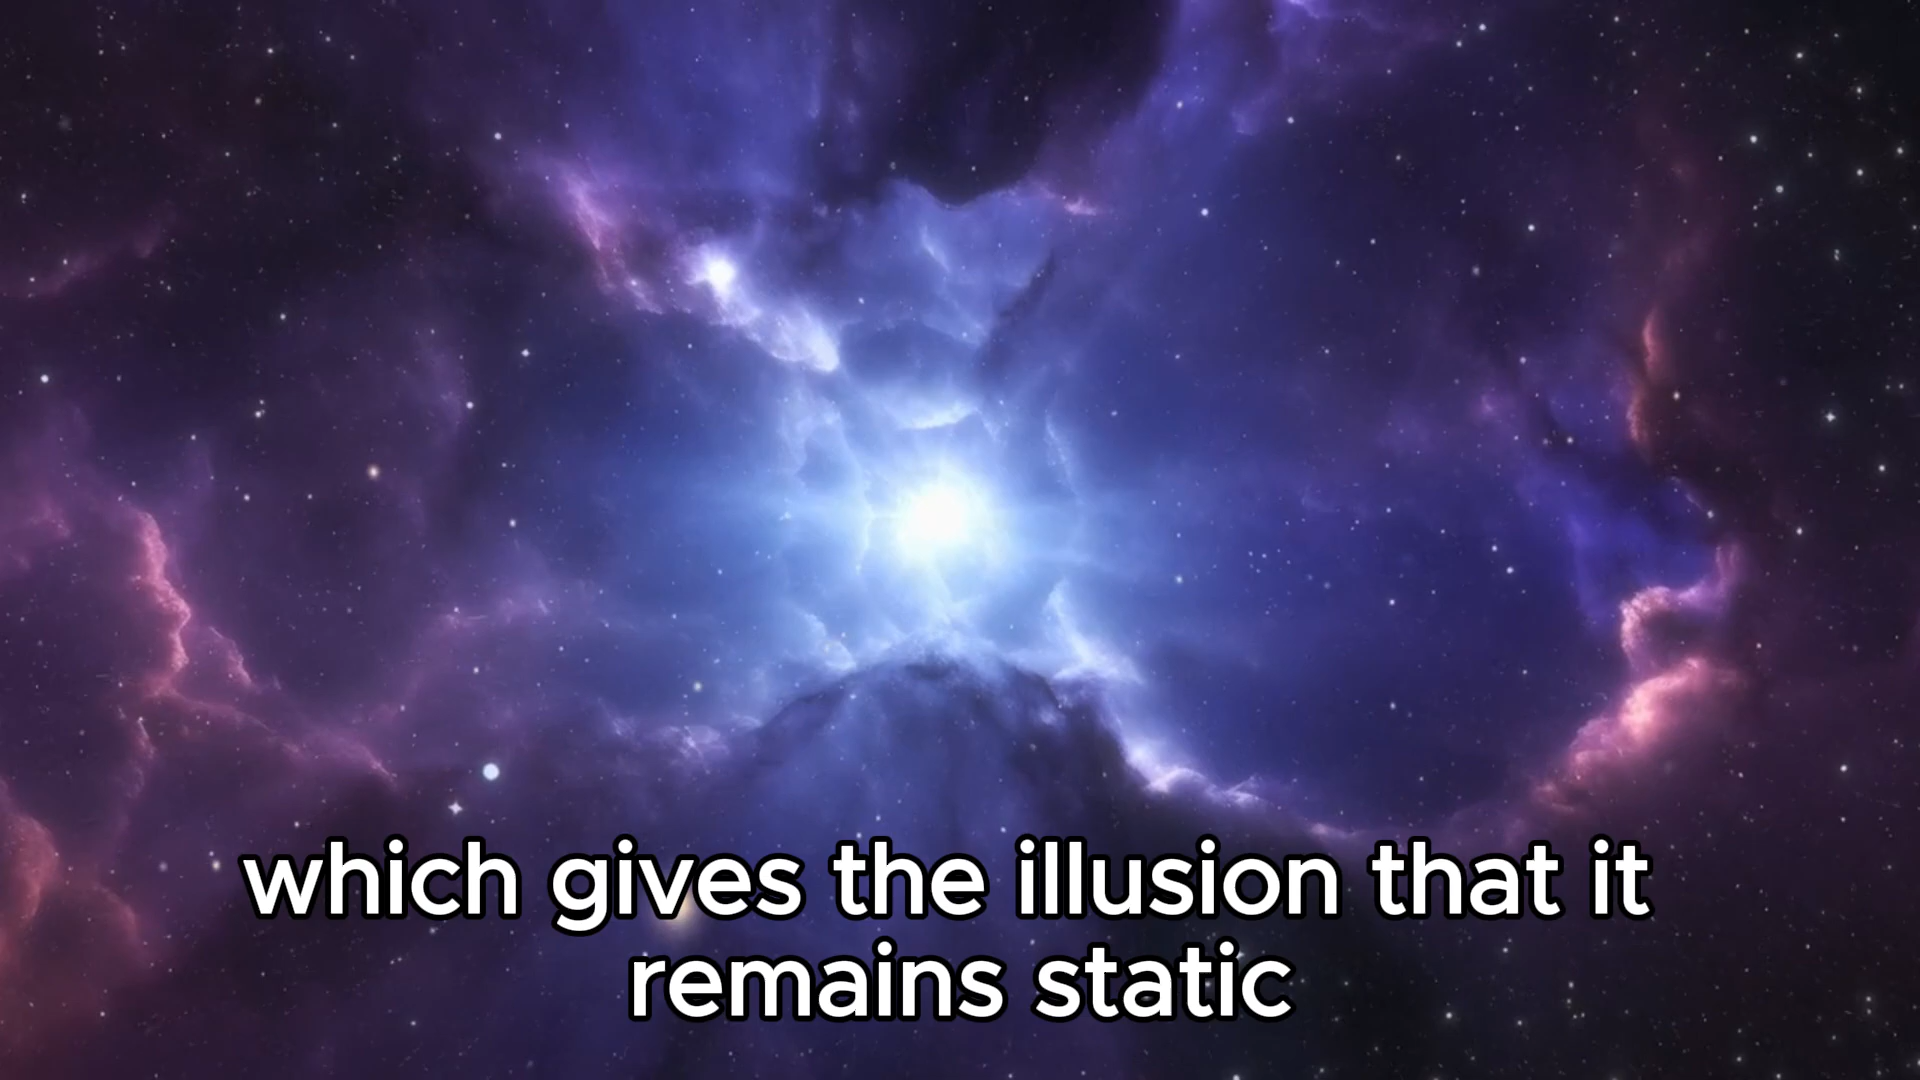 which gives the illusion that it
remains static